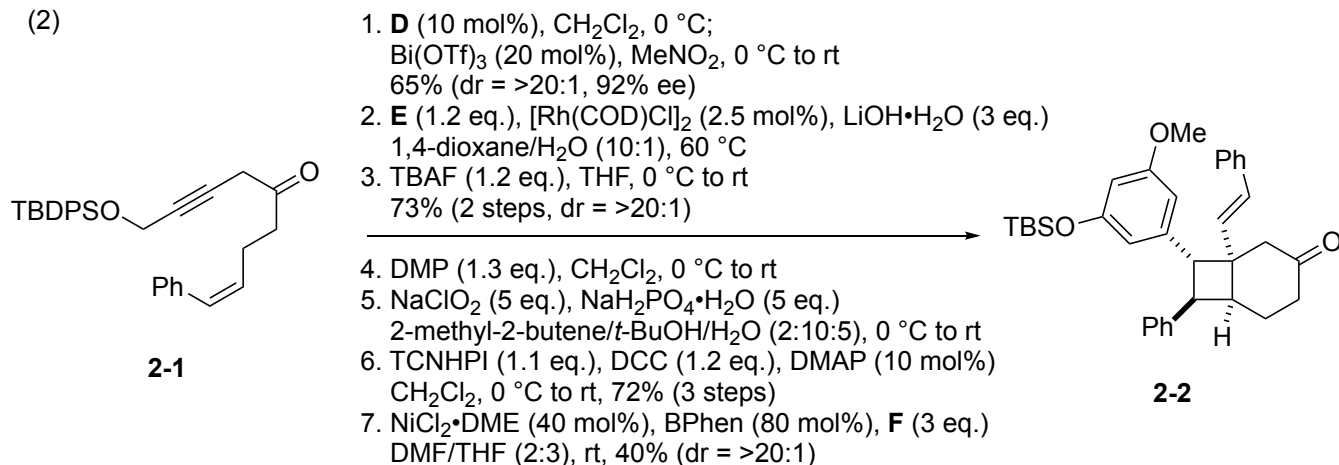 (2)
1. D (10 mol%), CH₂Cl₂, 0 °C;
Bi(OTf)₃ (20 mol%), MeNO₂, 0 °C to rt
65% (dr = >20:1, 92% ee)
2. E (1.2 eq.), [Rh(COD)Cl]₂ (2.5 mol%), LiOH•H₂O (3 eq.)
1,4-dioxane/H₂O (10:1), 60 °C
3. TBAF (1.2 eq.), THF, 0 °C to rt
73% (2 steps, dr = >20:1)
4. DMP (1.3 eq.), CH₂Cl₂, 0 °C to rt
5. NaClO₂ (5 eq.), NaH₂PO₄•H₂O (5 eq.)
2-methyl-2-butene/t-BuOH/H₂O (2:10:5), 0 °C to rt
6. TCNHPI (1.1 eq.), DCC (1.2 eq.), DMAP (10 mol%)
CH₂Cl₂, 0 °C to rt, 72% (3 steps)
7. NiCl₂•DME (40 mol%), BPhen (80 mol%), F (3 eq.)
DMF/THF (2:3), rt, 40% (dr = >20:1)
O
TBDPSO
Ph
2-1
OMe
Ph
TBSO
O
Ph
H
2-2